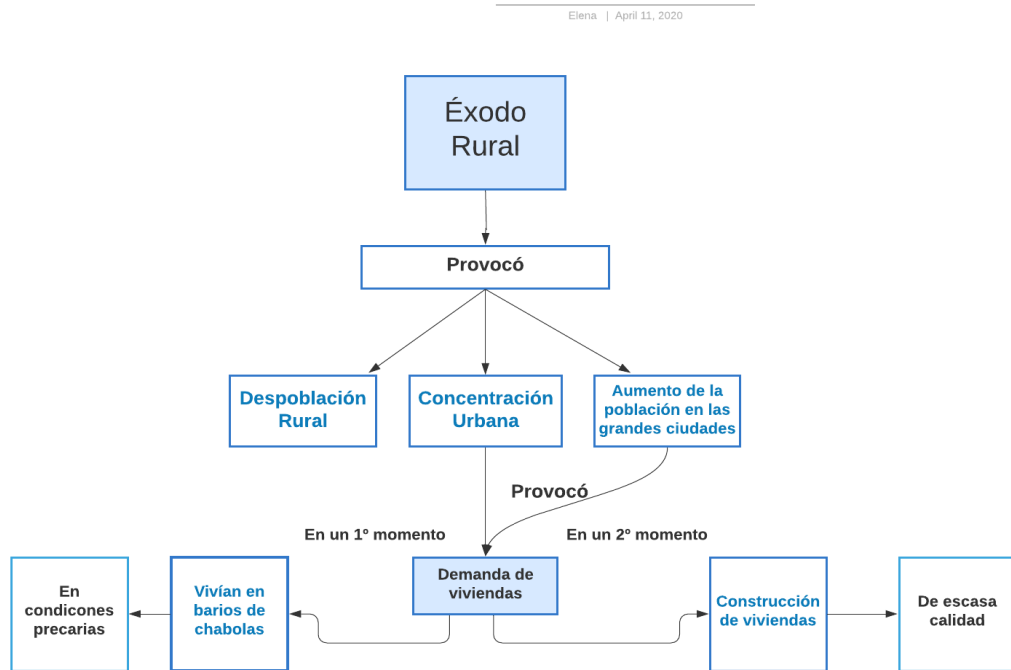 Elena | April 11, 2020
Éxodo
Rural
Provocó
Despoblación
Rural
Concentración
Urbana
Aumento de la
población en las
grandes ciudades
Provocó
En un 1º momento
En un 2º momento
En
condicones
precarias
Vivían en
barios de
chabolas
Demanda de
viviendas
Construcción
de viviendas
De escasa
calidad